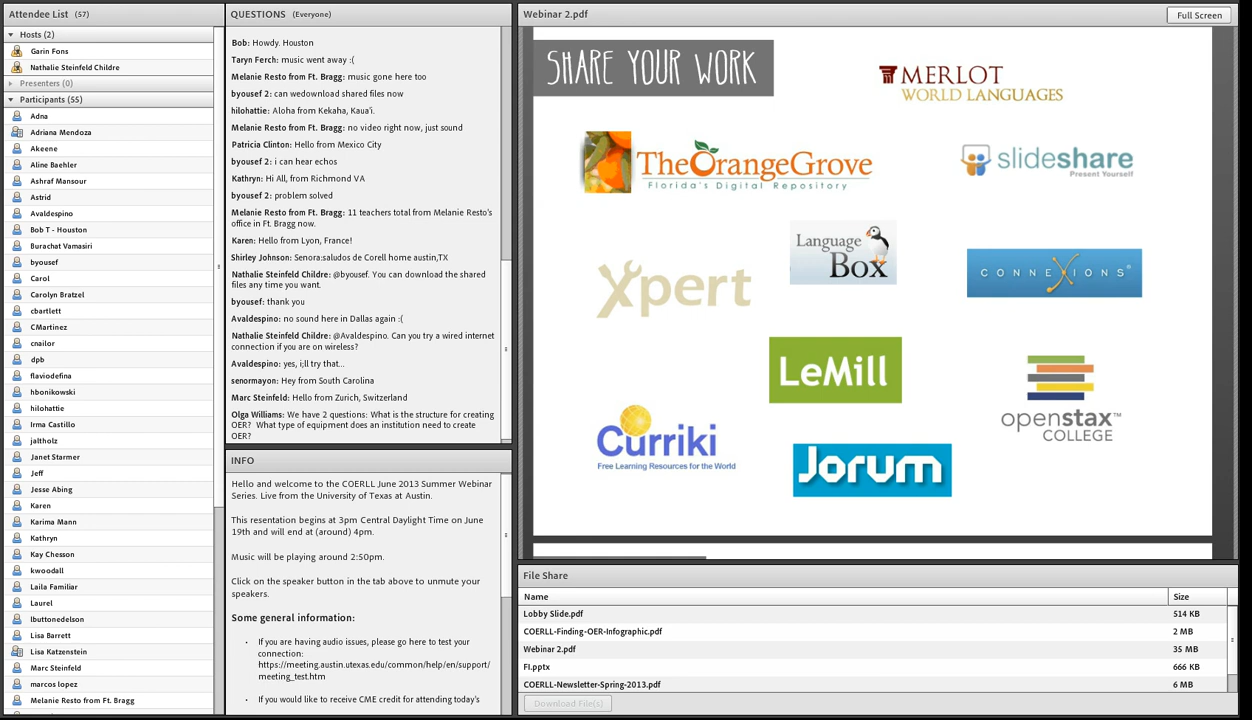 Attendee List (57)
Hosts (2)
Garin Fons
Nathalie Steinfeld Childre
Presenters (0)
Participants (55)
Adna
Adriana Mendoza
Akeene
Aline Baehler
Ashraf Mansour
Astrid
Avaldespino
Bob T - Houston
Burachat Vamasiri
byousef
Carol
Carolyn Bratzel
cbartlett
CMartinez
cnailor
dpb
flaviodefina
hbonikowski
hilohattie
Irma Castillo
jaltholz
Janet Starmer
Jeff
Jesse Abing
Karen
Karima Mann
Kathryn
Kay Chesson
kwoodall
Laila Familiar
Laurel
lbuttonedelson
Lisa Barrett
Lisa Katzenstein
Marc Steinfeld
marcos lopez
Melanie Resto from Ft. Bragg
QUESTIONS (Everyone)
Bob: Howdy. Houston
Taryn Ferch: music went away :(
Melanie Resto from Ft. Bragg: music gone here too
byousef 2: can wedownload shared files now
hilohattie: Aloha from Kekaha, Kaua'i.
Melanie Resto from Ft. Bragg: no video right now, just sound
Patricia Clinton: Hello from Mexico City
byousef 2: i can hear echos
Kathryn: Hi All, from Richmond VA
byousef 2: problem solved
Melanie Resto from Ft. Bragg: 11 teachers total from Melanie Resto's
office in Ft. Bragg now.
Karen: Hello from Lyon, France!
Shirley Johnson: Senora:saludos de Corell home austin,TX
Nathalie Steinfeld Childre: @byousef. You can download the shared
files any time you want.
byousef: thank you
Avaldespino: no sound here in Dallas again :(
Nathalie Steinfeld Childre: @Avaldespino. Can you try a wired internet
connection if you are on wireless?
Avaldespino: yes, i;ll try that...
senormayon: Hey from South Carolina
Marc Steinfeld: Hello from Zurich, Switzerland
Olga Williams: We have 2 questions: What is the structure for creating
OER? What type of equipment does an institution need to create
OER?
INFO
Hello and welcome to the COERLL June 2013 Summer Webinar
Series. Live from the University of Texas at Austin.
This resentation begins at 3pm Central Daylight Time on June
19th and will end at (around) 4pm.
Music will be playing around 2:50pm.
Click on the speaker button in the tab above to unmute your
speakers.
Some general information:
• If you are having audio issues, please go here to test your
connection:
https://meeting.austin.utexas.edu/common/help/en/support/
meeting_test.htm
• If you would like to receive CME credit for attending today's
Webinar 2.pdf
Full Screen
SHARE YOUR WORK
MERLOT
WORLD LANGUAGES
TheOrangeGrove
Florida's Digital Repository
slideshare
Present Yourself
Language
Box
Xpert
CONNEXIONS®
LeMill
openstax™
COLLEGE
Curriki
Free Learning Resources for the World
Jorum
File Share
Name Size
Lobby Slide.pdf 514 KB
COERLL-Finding-OER-Infographic.pdf 2 MB
Webinar 2.pdf 35 MB
FI.pptx 666 KB
COERLL-Newsletter-Spring-2013.pdf 6 MB
Download File(s)